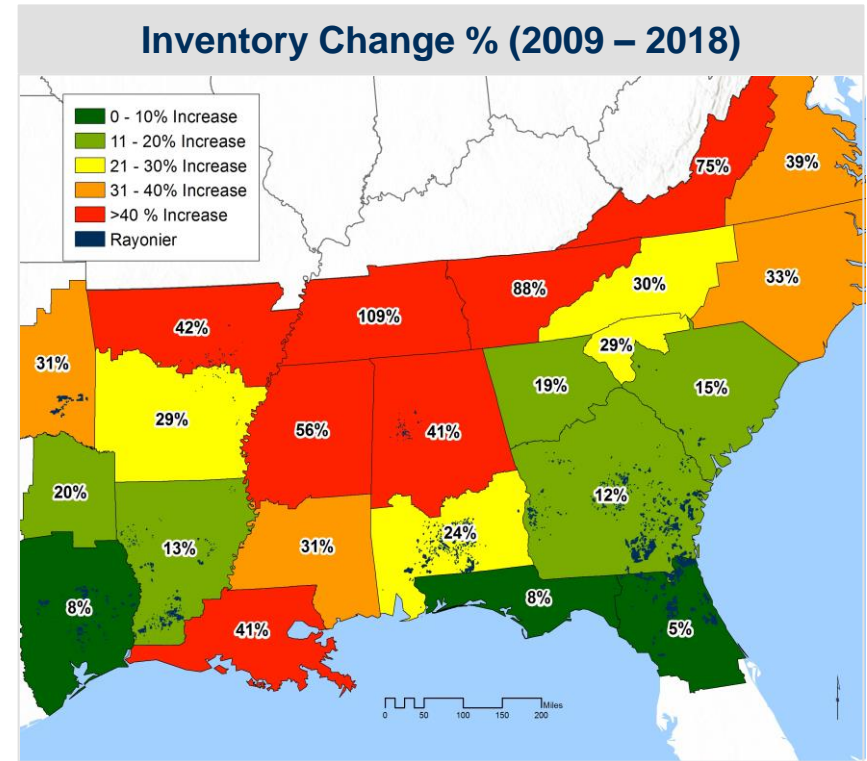 Inventory Change % (2009 – 2018)
0 - 10% Increase
11 - 20% Increase
21 - 30% Increase
31 - 40% Increase
>40 % Increase
Rayonier
75%
39%
88%
30%
33%
109%
42%
31%
29%
29%
19%
15%
56%
41%
20%
12%
13%
31%
24%
8%
8%
5%
41%
Miles
0 50 100 150 200